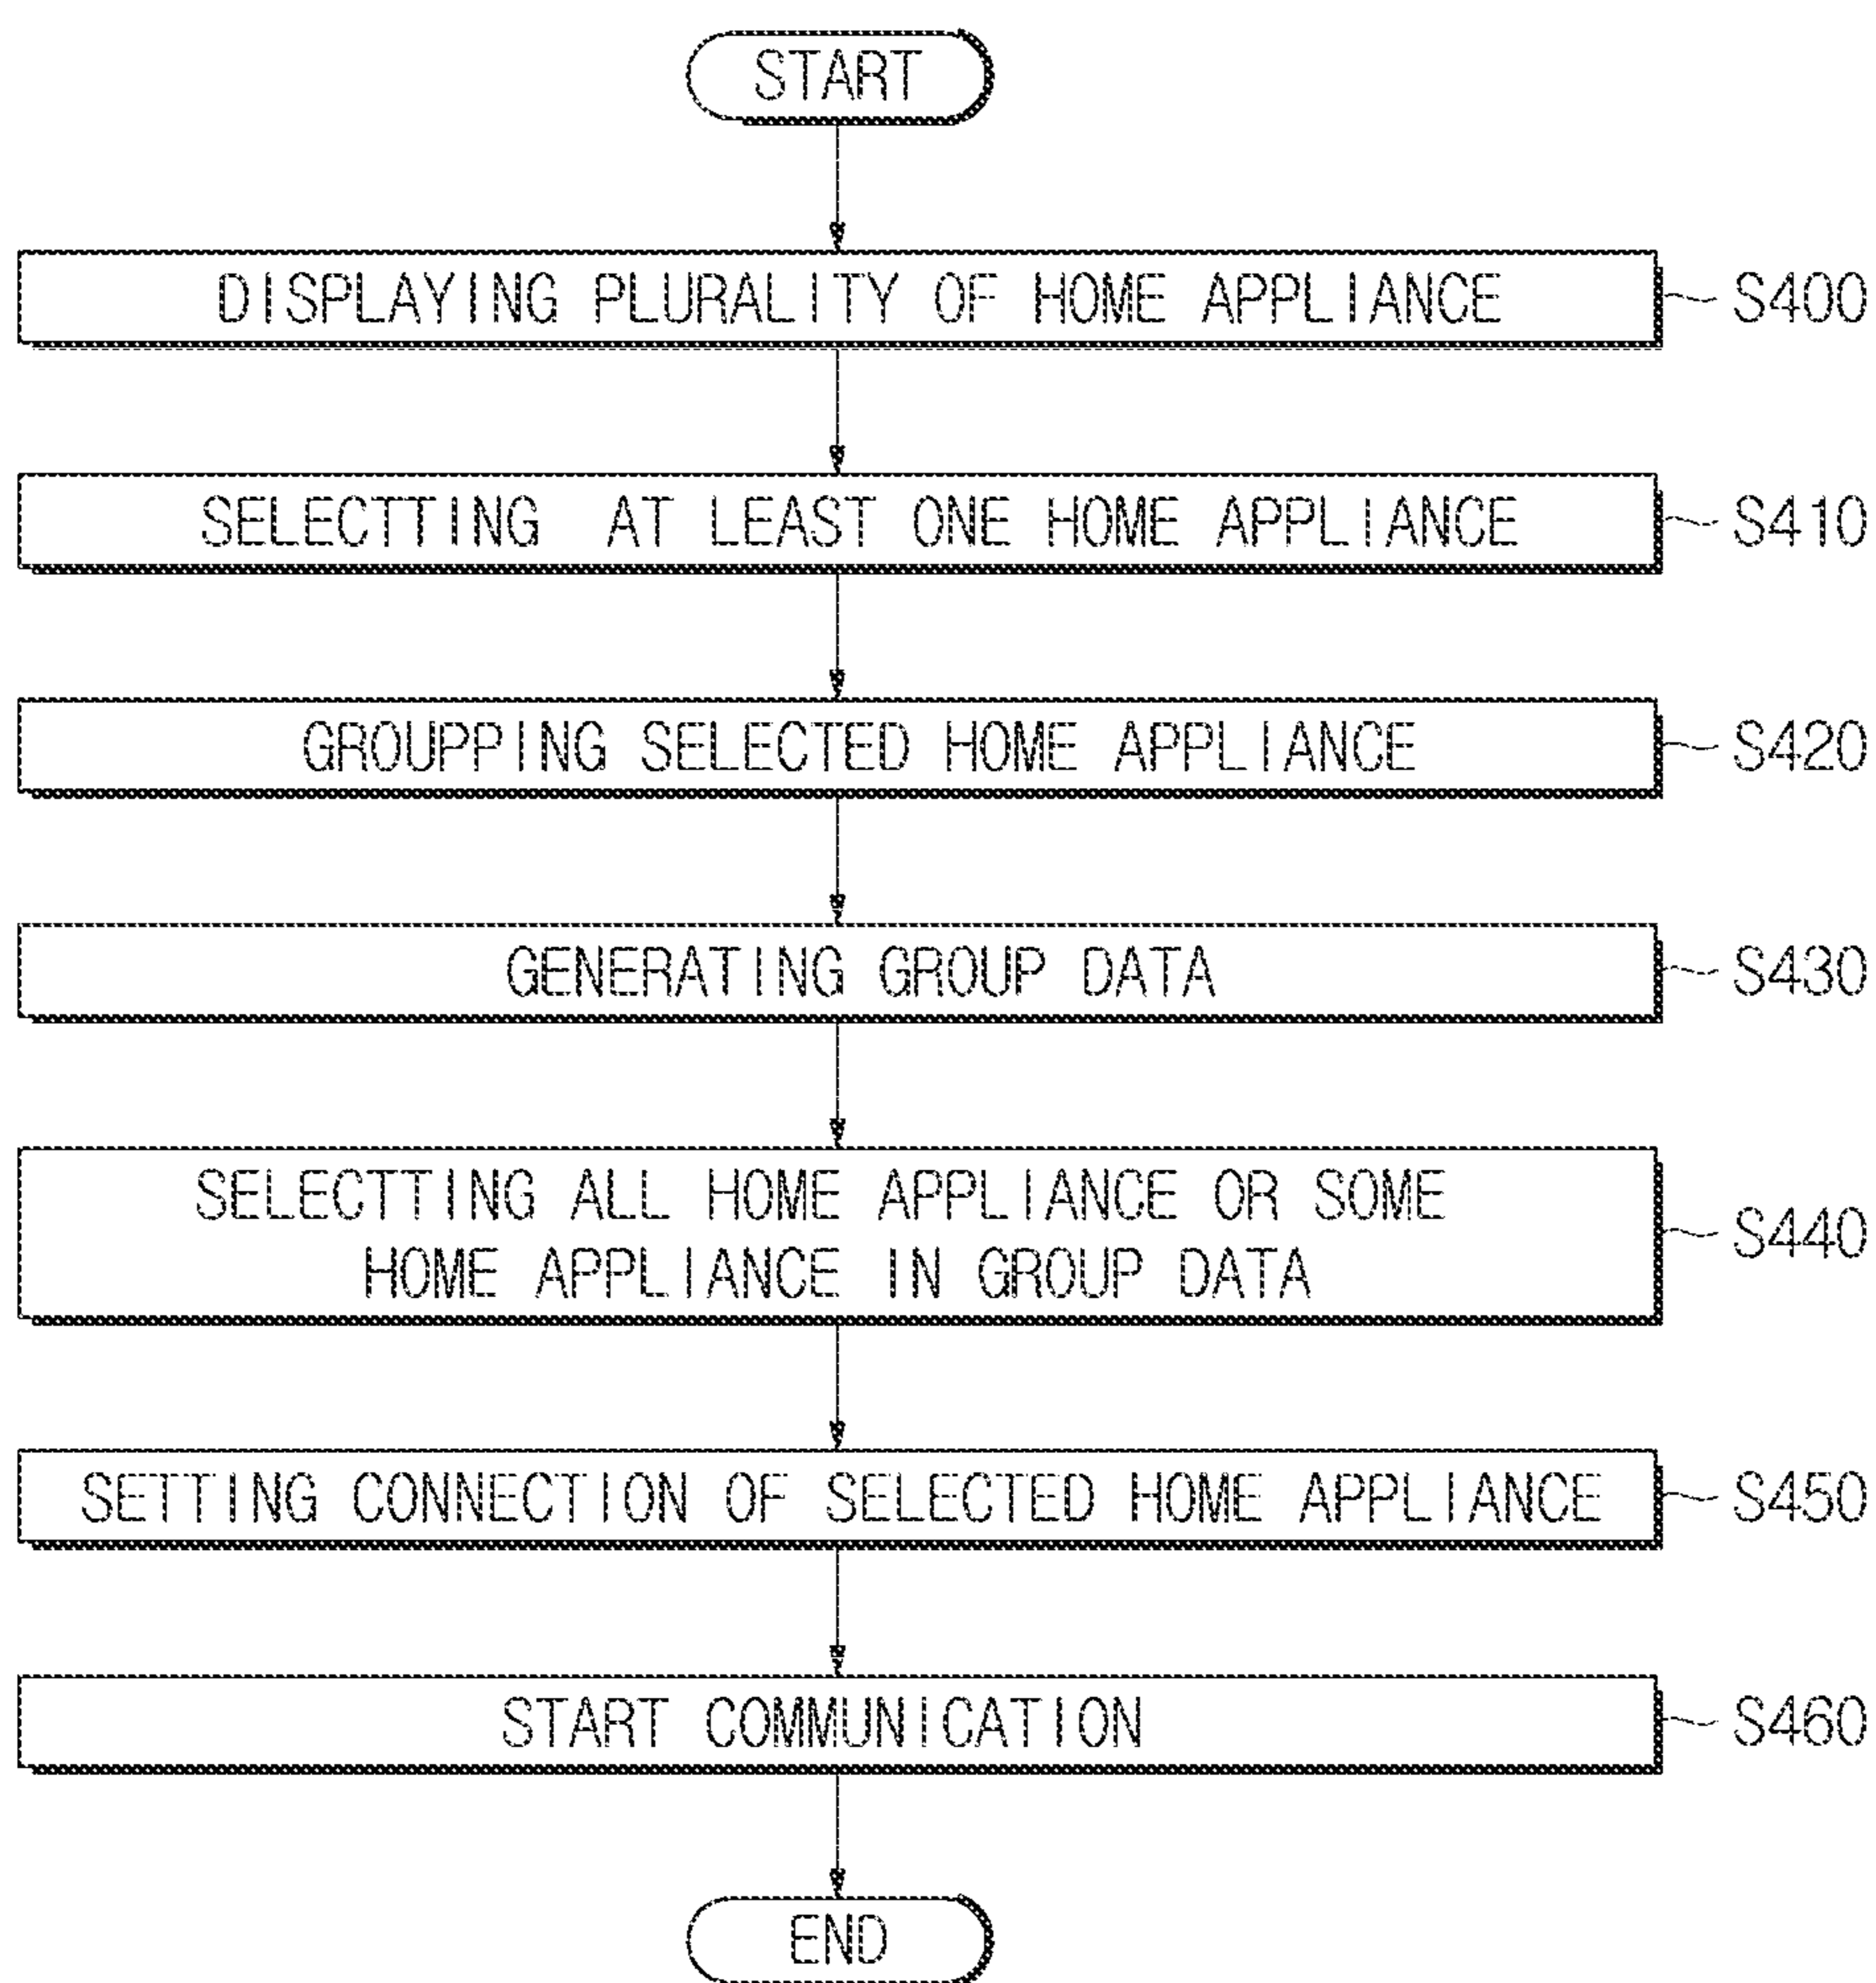 START
DISPLAYING PLURALITY OF HOME APPLIANCE
S400
SELECTTING AT LEAST ONE HOME APPLIANCE
S410
GROUPPING SELECTED HOME APPLIANCE
S420
GENERATING GROUP DATA
S430
SELECTTING ALL HOME APPLIANCE OR SOME
HOME APPLIANCE IN GROUP DATA
S440
SETTING CONNECTION OF SELECTED HOME APPLIANCE
S450
START COMMUNICATION
S460
END